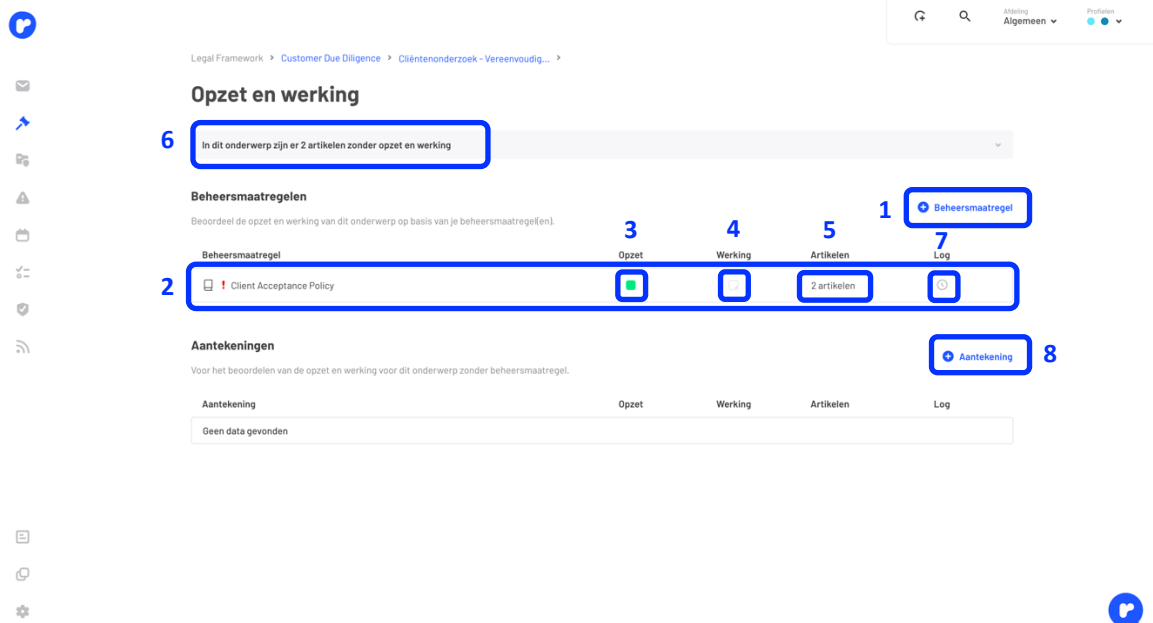 Afdeling
Algemeen
Profielen
Legal Framework > Customer Due Diligence > Cliëntenonderzoek - Vereenvoudig... >
Opzet en werking
6
In dit onderwerp zijn er 2 artikelen zonder opzet en werking
Beheersmaatregelen
1
Beheersmaatregel
Beoordeel de opzet en werking van dit onderwerp op basis van je beheersmaatregel(en).
3 4 5 7
Beheersmaatregel Opzet Werking Artikelen Log
2
! Client Acceptance Policy 2 artikelen
Aantekeningen
Aantekening
8
Voor het beoordelen van de opzet en werking voor dit onderwerp zonder beheersmaatregel.
Aantekening Opzet Werking Artikelen Log
Geen data gevonden